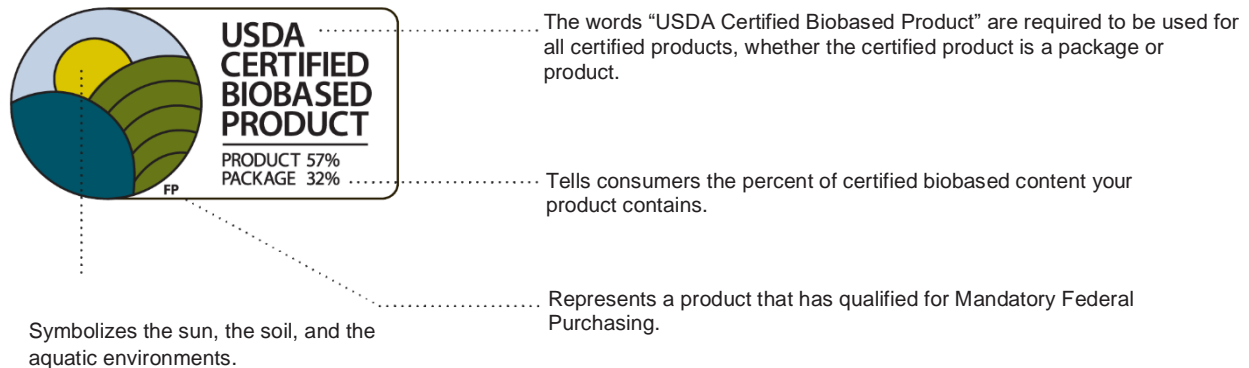 USDA
CERTIFIED
BIOBASED
PRODUCT
PRODUCT 57%
PACKAGE 32%
FP
The words “USDA Certified Biobased Product” are required to be used for
all certified products, whether the certified product is a package or
product.
Tells consumers the percent of certified biobased content your
product contains.
Represents a product that has qualified for Mandatory Federal
Purchasing.
Symbolizes the sun, the soil, and the
aquatic environments.